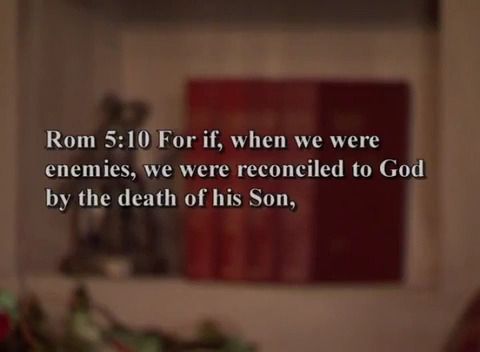 Rom 5:10 For if, when we were
enemies, we were reconciled to God
by the death of his Son,